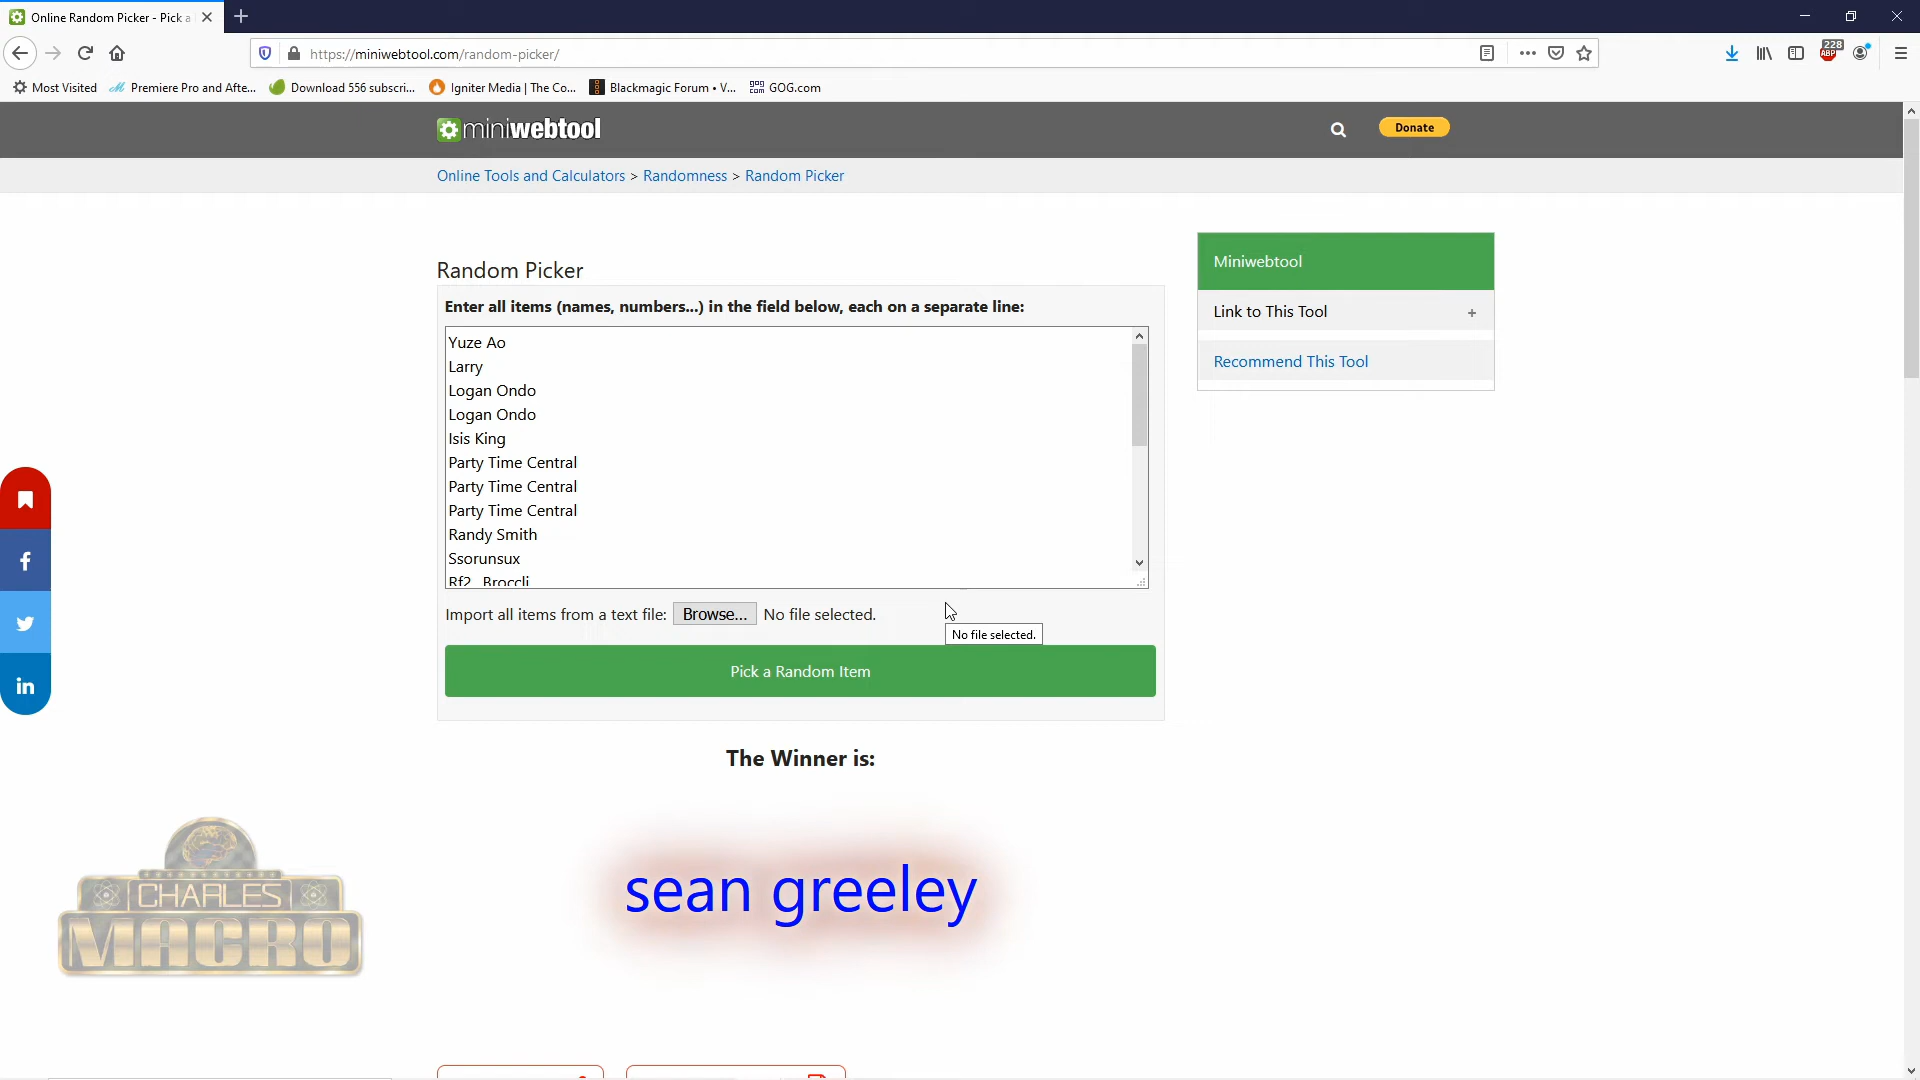 Online Random Picker - Pick a
https://miniwebtool.com/random-picker/
228
ABP
Most Visited
Premiere Pro and Afte...
Download 556 subscri...
Igniter Media | The Co...
Blackmagic Forum • V...
GOG.com
miniwebtool
Donate
Online Tools and Calculators > Randomness > Random Picker
Random Picker
Enter all items (names, numbers...) in the field below, each on a separate line:
Yuze Ao
Larry
Logan Ondo
Logan Ondo
Isis King
Party Time Central
Party Time Central
Party Time Central
Randy Smith
Ssorunsux
Rf2_Broccli
Import all items from a text file: Browse... No file selected.
No file selected.
Pick a Random Item
Miniwebtool
Link to This Tool +
Recommend This Tool
The Winner is:
sean greeley
CHARLES
MACRO